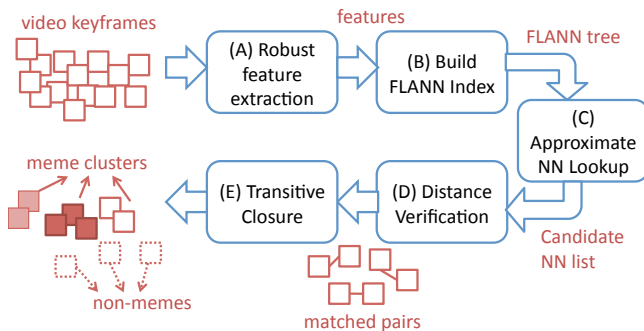 video keyframes
features
FLANN tree
(A) Robust
feature
extraction
(B) Build
FLANN Index
(C)
Approximate
NN Lookup
meme clusters
(E) Transitive
Closure
(D) Distance
Verification
Candidate
NN list
non-memes
matched pairs